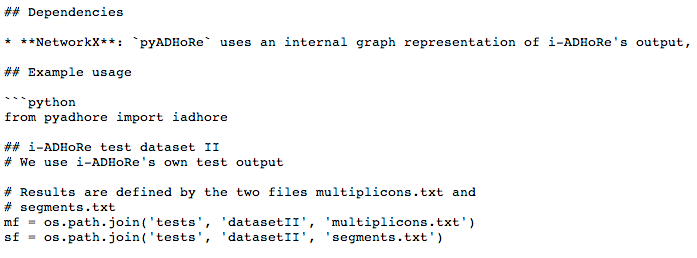 ## Dependencies
* **NetworkX**: `pyADHoRe` uses an internal graph representation of i-ADHoRe's output,
## Example usage
```python
from pyadhore import iadhore
## i-ADHoRe test dataset II
# We use i-ADHoRe's own test output
# Results are defined by the two files multiplicons.txt and
# segments.txt
mf = os.path.join('tests', 'datasetII', 'multiplicons.txt')
sf = os.path.join('tests', 'datasetII', 'segments.txt')